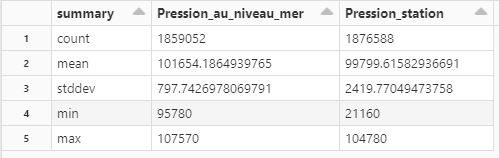 summary Pression_au_niveau_mer Pression_station
1 count 1859052 1876588
2 mean 101654.1864939765 99799.61582936691
3 stddev 797.7426978069791 2419.77049473758
4 min 95780 21160
5 max 107570 104780